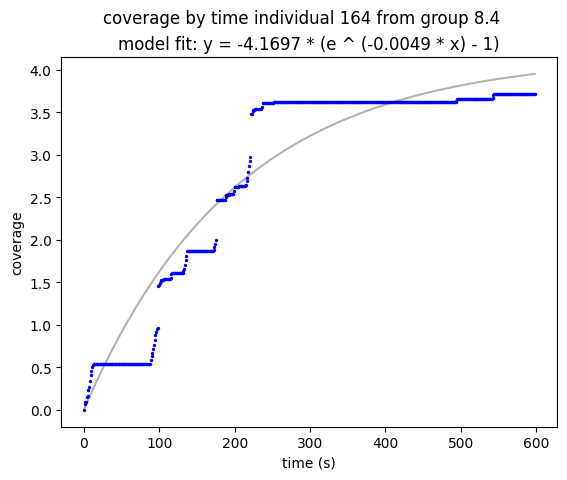 coverage by time individual 164 from group 8.4
model fit: y = -4.1697 * (e ^ (-0.0049 * x) - 1)
4.0
3.5
3.0
2.5
2.0
1.5
1.0
0.5
0.0
coverage
0 100 200 300 400 500 600
time (s)